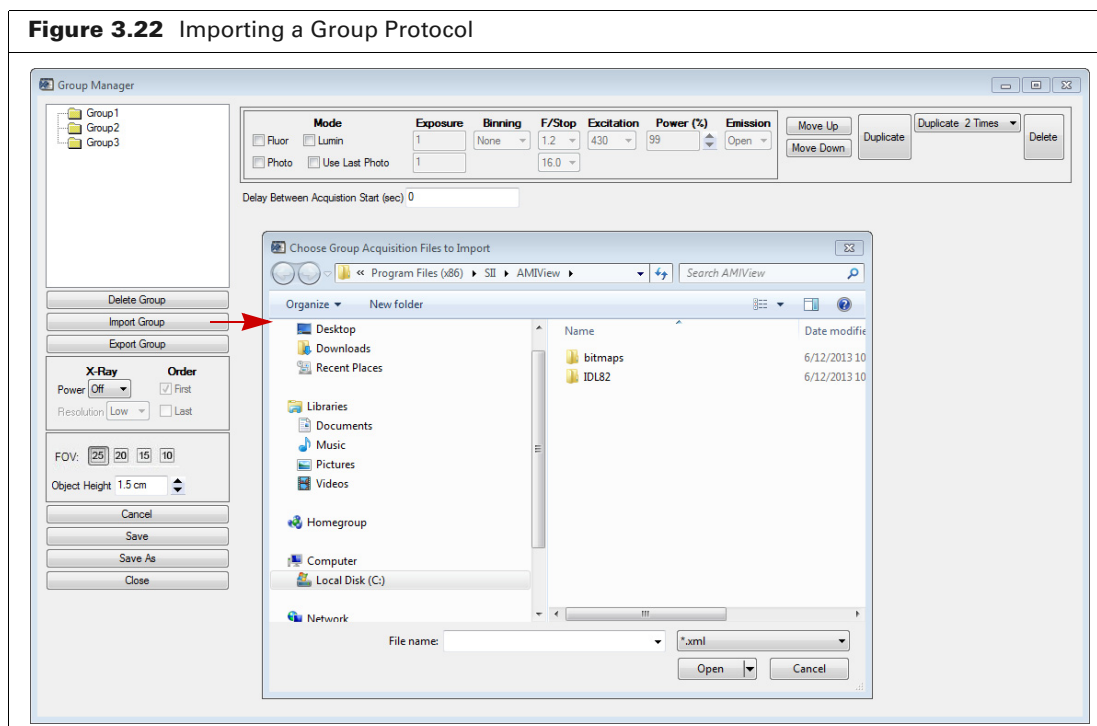 Figure 3.22 Importing a Group Protocol
Group Manager
Group1
Group2
Group3
Mode Exposure Binning F/Stop Excitation Power (%) Emission
Fluor Lumin 1 None 1.2 430 99 Open
Photo Use Last Photo 1 16.0
Move Up
Move Down
Duplicate
Duplicate 2 Times
Delete
Delay Between Acquistion Start (sec) 0
Delete Group
Import Group
Export Group
X-Ray Order
Power Off First
Resolution Low Last
FOV: 25 20 15 10
Object Height 1.5 cm
Cancel
Save
Save As
Close
Choose Group Acquisition Files to Import
« Program Files (x86) SII AMIView
Search AMIView
Organize New folder
Desktop
Downloads
Recent Places
Libraries
Documents
Music
Pictures
Videos
Homegroup
Computer
Local Disk (C:)
Network
Name Date modifie
bitmaps 6/12/2013 10
IDL82 6/12/2013 10
File name: *.xml
Open Cancel